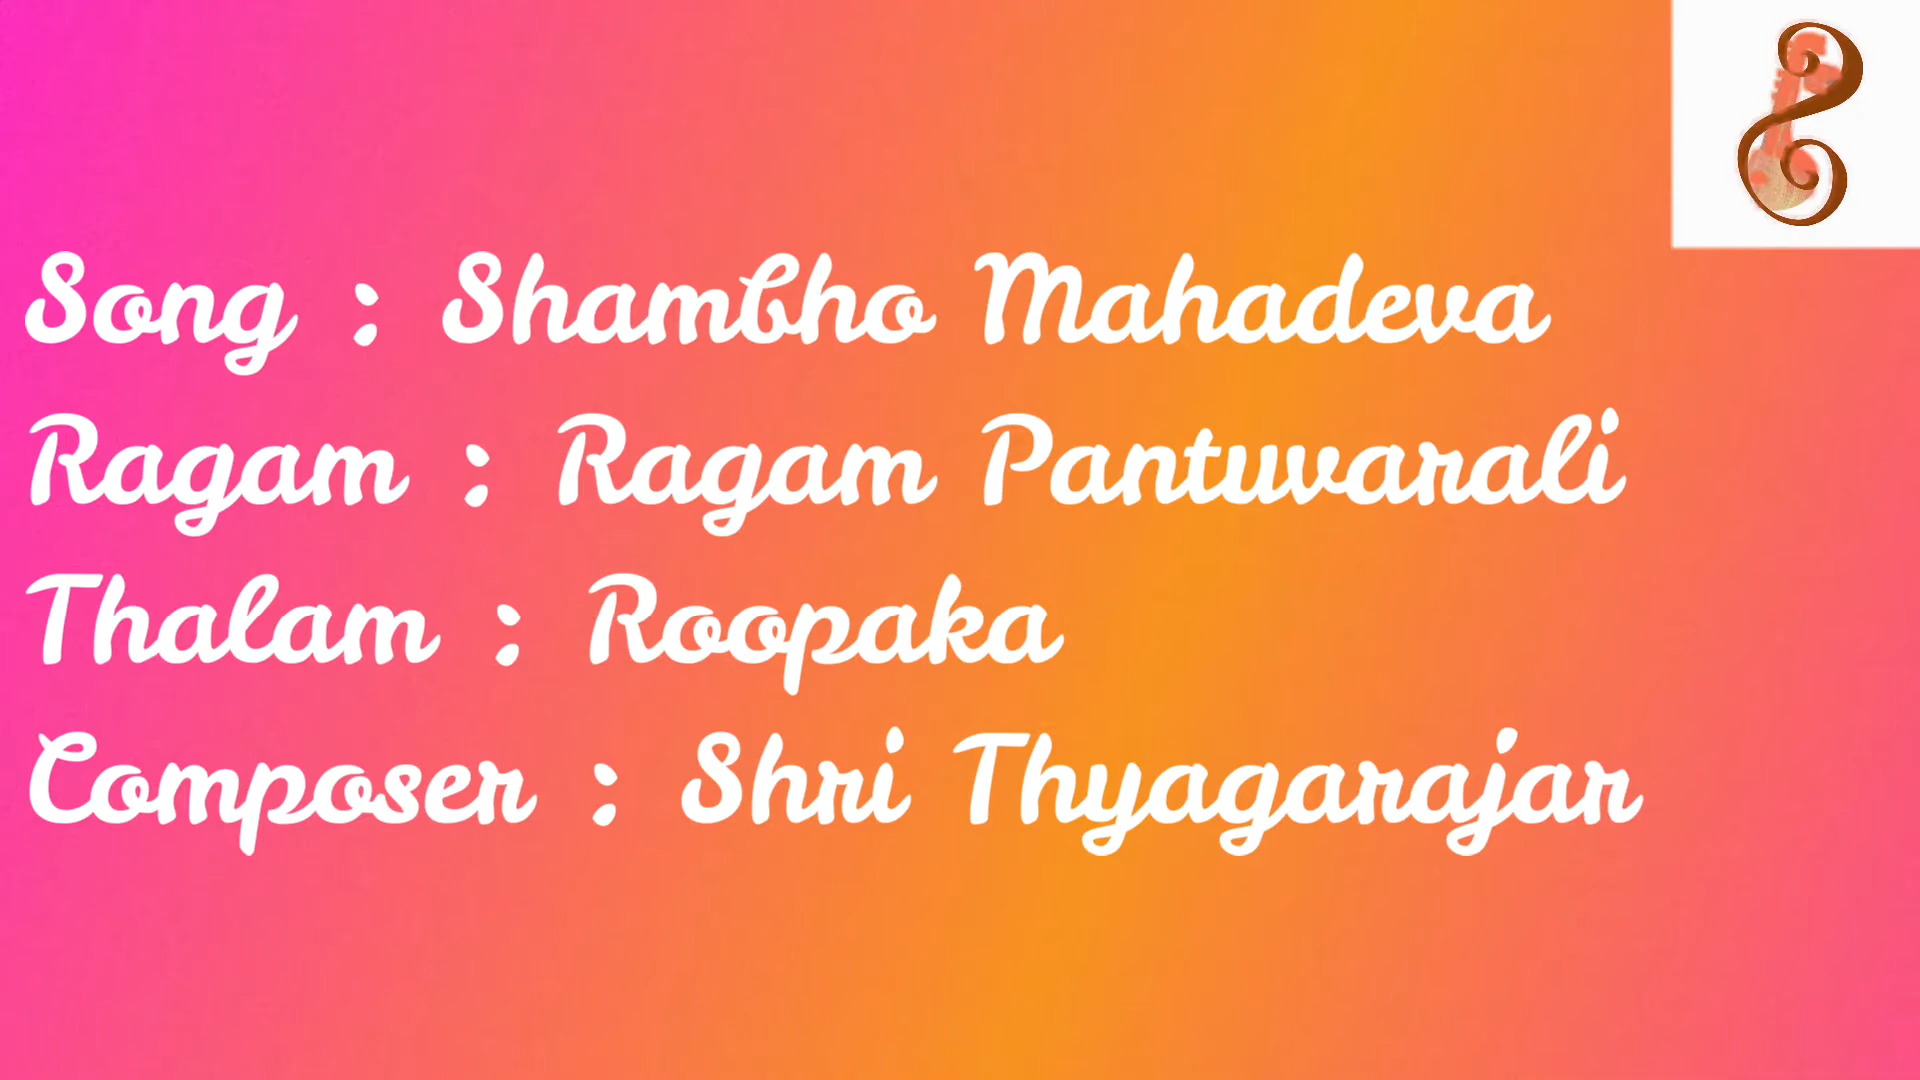 Song : Shambho Mahadeva
Ragam : Ragam Pantuvarali
Thalam : Roopaka
Composer : Shri Thyagarajar